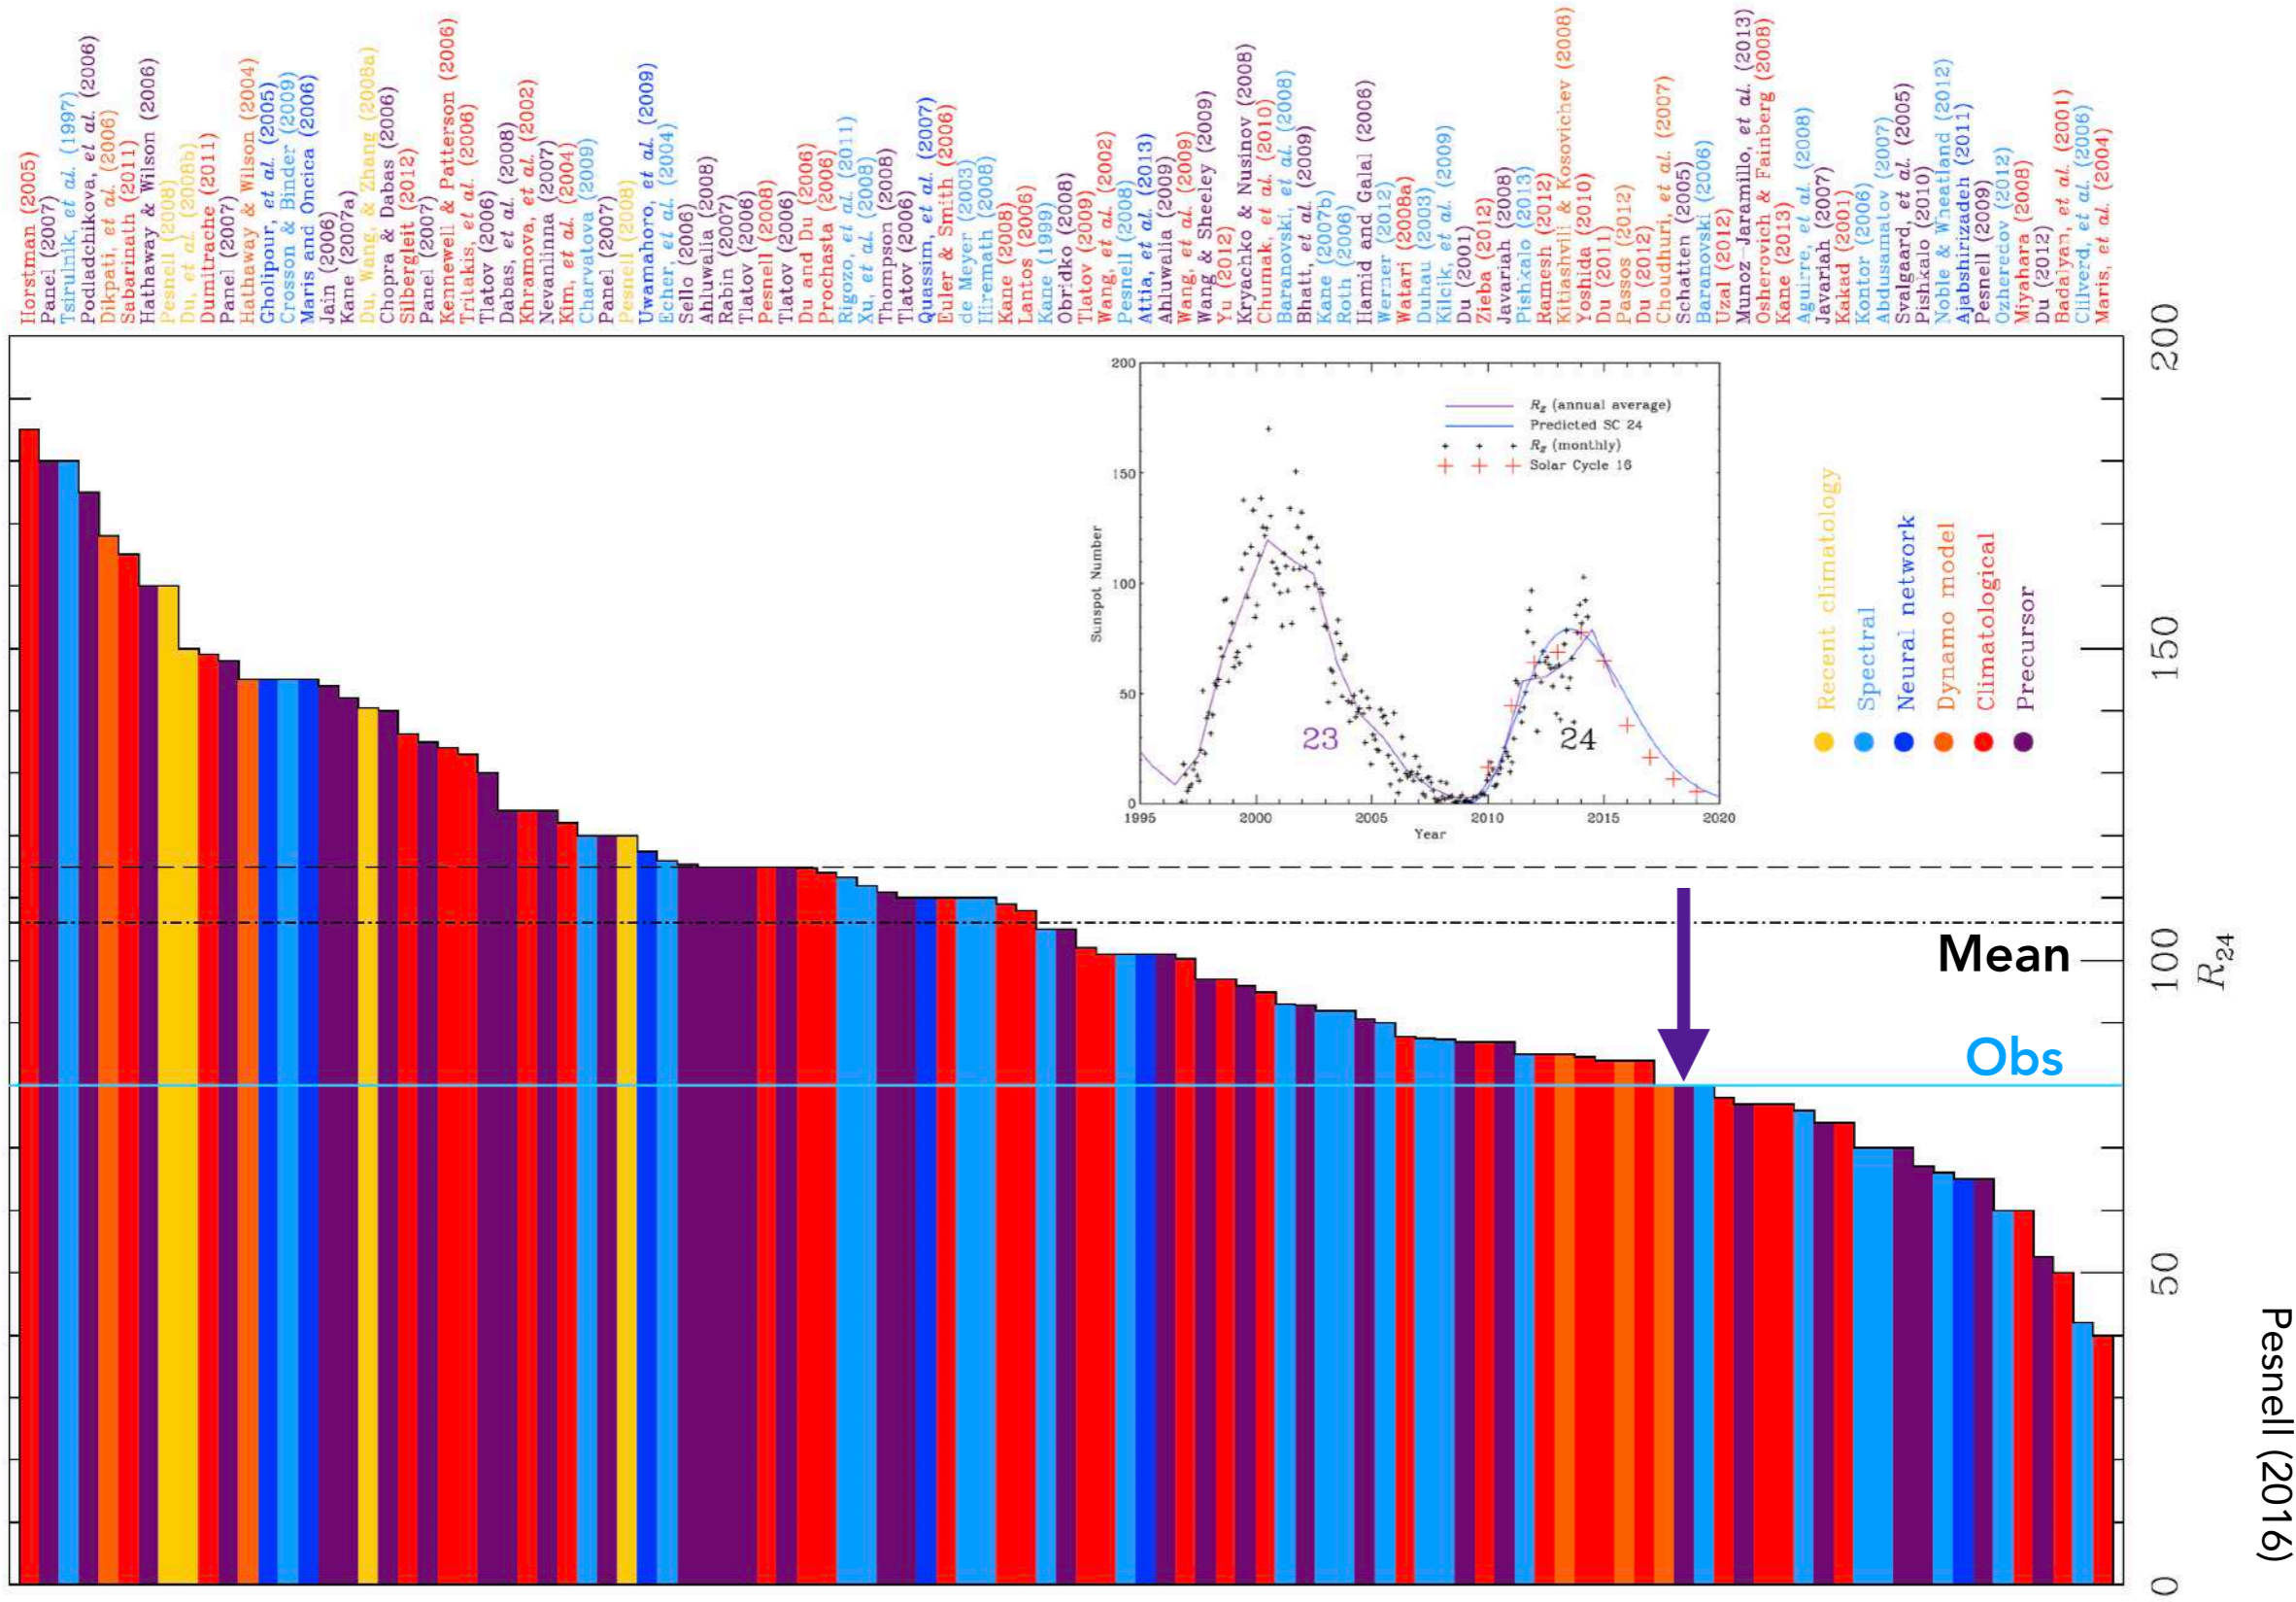 Horstman (2005)
Panel (2007)
Tsirulnik, et al. (1997)
Podladchikova, et al. (2006)
Dikpati, et al. (2006)
Sabarinath (2011)
Hathaway & Wilson (2006)
Pesnell (2008)
Du, et al. (2008b)
Dumitrache (2011)
Panel (2007)
Hathaway & Wilson (2004)
Gholipour, et al. (2005)
Crosson & Binder (2009)
Maris and Oncica (2006)
Jain (2006)
Kane (2007a)
Du, Wang, & Zhang (2008a)
Chopra & Dabas (2006)
Silbergleit (2012)
Panel (2007)
Kennewell & Patterson (2006)
Tritakis, et al. (2006)
Tlatov (2006)
Dabas, et al. (2008)
Khramova, et al. (2002)
Nevanlinna (2007)
Kim, et al. (2004)
Charvatova (2009)
Panel (2007)
Pesnell (2008)
Uwamahoro, et al. (2009)
Echer, et al. (2004)
Sello (2006)
Ahluwalia (2008)
Rabin (2007)
Tlatov (2006)
Pesnell (2008)
Tlatov (2006)
Du and Du (2006)
Prochasta (2006)
Rigozo, et al. (2011)
Xu, et al. (2008)
Thompson (2008)
Tlatov (2006)
Quassim, et al. (2007)
Euler & Smith (2006)
de Meyer (2003)
Hiremath (2008)
Kane (2008)
Lantos (2006)
Kane (1999)
Obridko (2008)
Tlatov (2009)
Wang, et al. (2002)
Pesnell (2008)
Attia, et al. (2013)
Ahluwalia (2009)
Wang, et al. (2009)
Wang & Sheeley (2009)
Yu (2012)
Kryachko & Nusinov (2008)
Chumak, et al. (2010)
Baranovski, et al. (2008)
Bhatt, et al. (2009)
Kane (2007b)
Roth (2006)
Hamid and Galal (2006)
Werner (2012)
Watari (2008a)
Duhau (2003)
Kilcik, et al. (2009)
Du (2001)
Zieba (2012)
Javariah (2008)
Pishkalo (2013)
Ramesh (2012)
Kitiashvili & Kosovichev (2008)
Yoshida (2010)
Du (2011)
Passos (2012)
Du (2012)
Choudhuri, et al. (2007)
Schatten (2005)
Baranovski (2006)
Uzal (2012)
Munoz-Jaramillo, et al. (2013)
Osherovich & Fainberg (2008)
Kane (2013)
Aguirre, et al. (2008)
Javariah (2007)
Kakad (2001)
Kontor (2006)
Abdusamatov (2007)
Svalgaard, et al. (2005)
Pishkalo (2010)
Noble & Wheatland (2012)
Ajabshirizadeh (2011)
Pesnell (2009)
Ozheredov (2012)
Miyahara (2008)
Du (2012)
Badalyan, et al. (2001)
Clilverd, et al. (2006)
Maris, et al. (2004)
200
150
100
50
0
R24
200
150
100
50
0
Sunspot Number
Rz (annual average)
Predicted SC 24
Rz (monthly)
Solar Cycle 16
23
24
1995
2000
2005
2010
2015
2020
Year
Recent climatology
Spectral
Neural network
Dynamo model
Climatological
Precursor
Mean
Obs
Pesnell (2016)